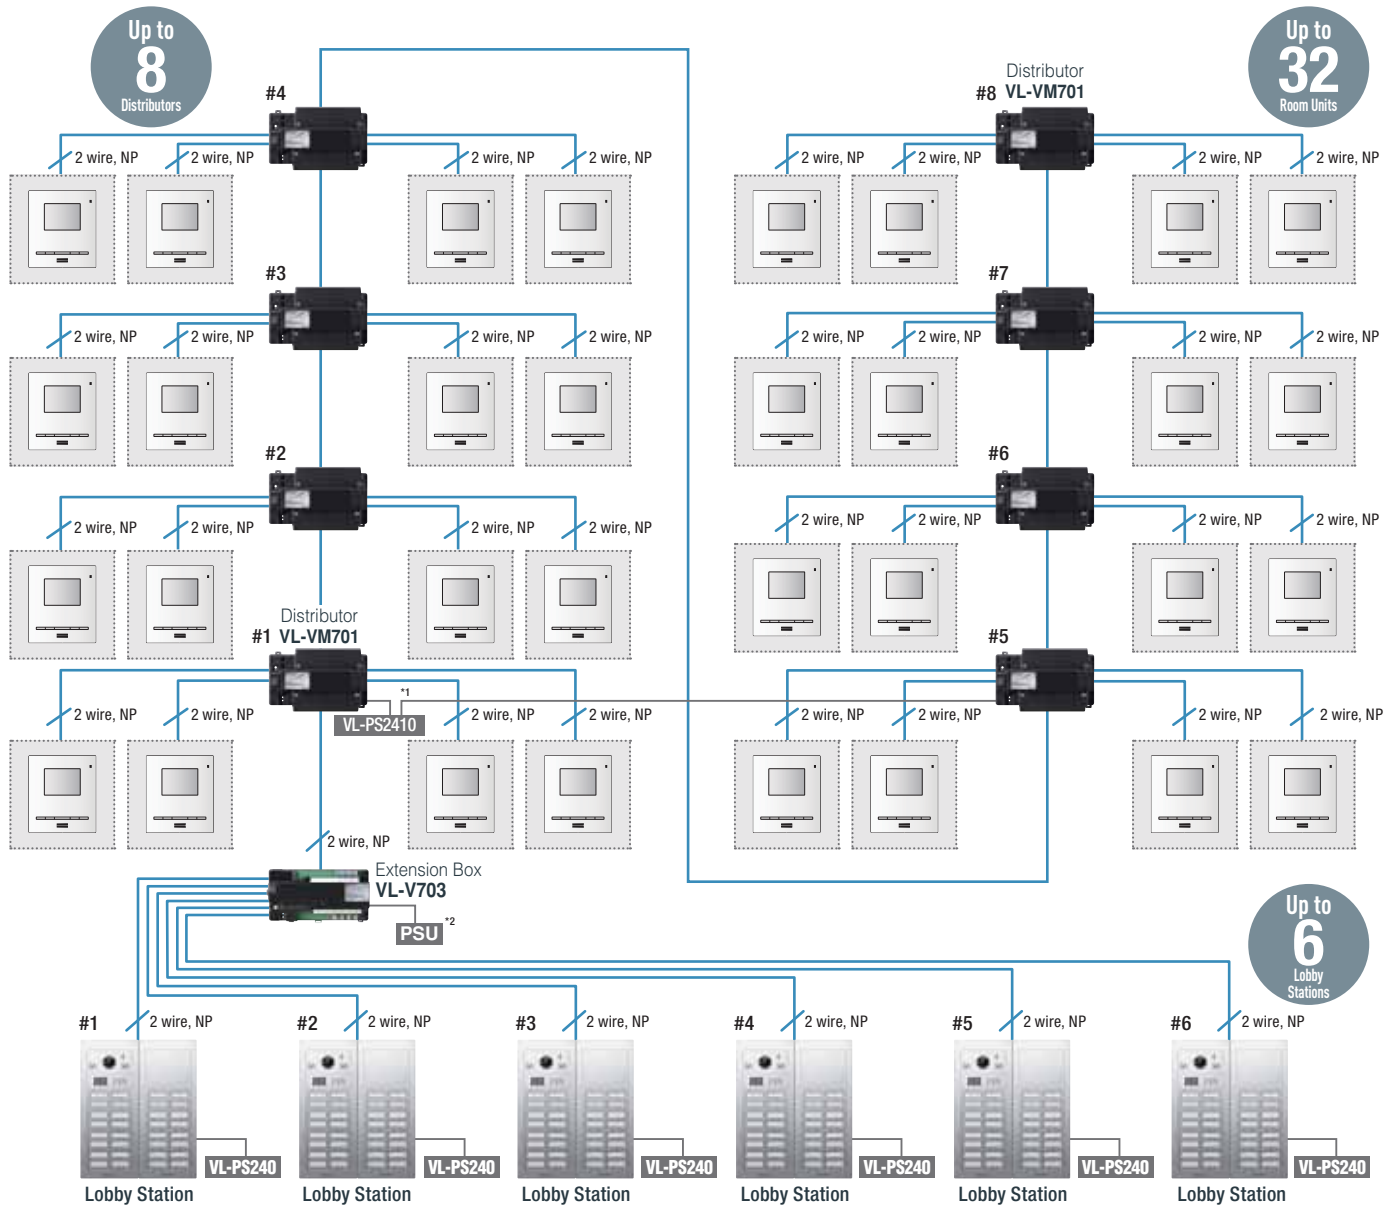 Up to
8
Distributors
Up to
32
Room Units
#4
Distributor
#8 VL-VM701
2 wire, NP
2 wire, NP
2 wire, NP
2 wire, NP
2 wire, NP
2 wire, NP
2 wire, NP
2 wire, NP
#3
#7
2 wire, NP
2 wire, NP
2 wire, NP
2 wire, NP
2 wire, NP
2 wire, NP
2 wire, NP
2 wire, NP
#2
#6
2 wire, NP
2 wire, NP
2 wire, NP
2 wire, NP
2 wire, NP
2 wire, NP
2 wire, NP
2 wire, NP
Distributor
#1 VL-VM701
#5
*1
VL-PS2410
2 wire, NP
2 wire, NP
2 wire, NP
2 wire, NP
2 wire, NP
2 wire, NP
2 wire, NP
2 wire, NP
2 wire, NP
Extension Box
VL-V703
PSU *2
Up to
6
Lobby
Stations
#1
2 wire, NP
#2
2 wire, NP
#3
2 wire, NP
#4
2 wire, NP
#5
2 wire, NP
#6
2 wire, NP
VL-PS240
VL-PS240
VL-PS240
VL-PS240
VL-PS240
VL-PS240
Lobby Station
Lobby Station
Lobby Station
Lobby Station
Lobby Station
Lobby Station